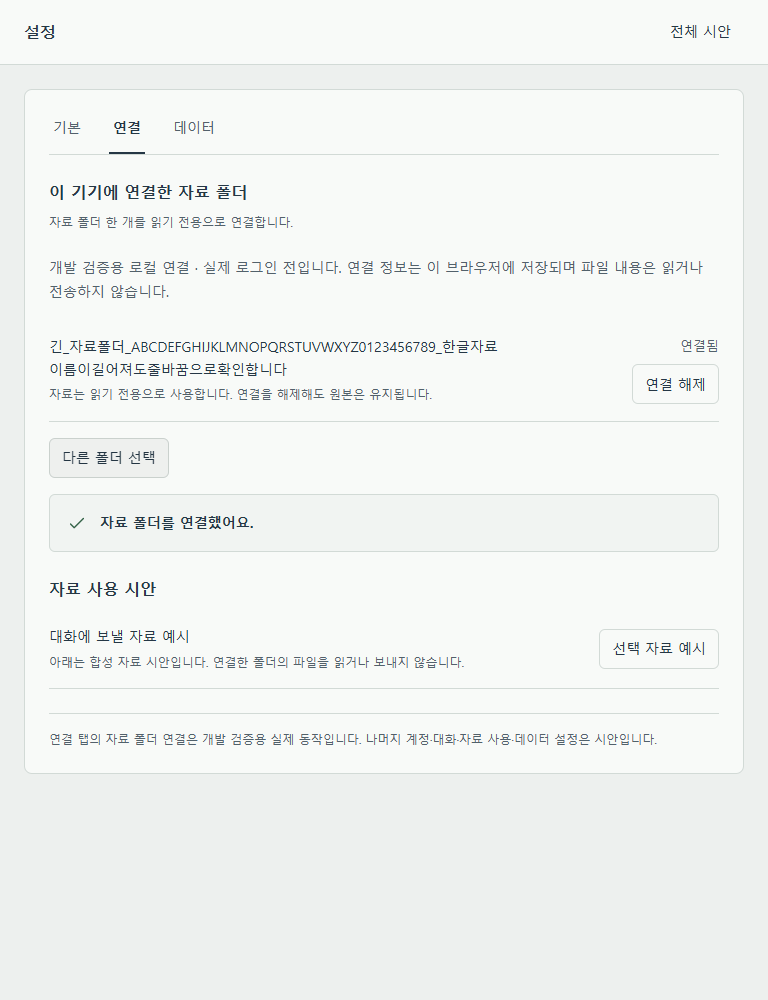 설정
전체 시안
기본
연결
데이터
이 기기에 연결한 자료 폴더
자료 폴더 한 개를 읽기 전용으로 연결합니다.
개발 검증용 로컬 연결 · 실제 로그인 전입니다. 연결 정보는 이 브라우저에 저장되며 파일 내용은 읽거나
전송하지 않습니다.
긴_자료폴더_ABCDEFGHIJKLMNOPQRSTUVWXYZ0123456789_한글자료
이름이길어져도줄바꿈으로확인합니다
자료는 읽기 전용으로 사용합니다. 연결을 해제해도 원본은 유지됩니다.
연결됨
연결 해제
다른 폴더 선택
자료 폴더를 연결했어요.
자료 사용 시안
대화에 보낼 자료 예시
아래는 합성 자료 시안입니다. 연결한 폴더의 파일을 읽거나 보내지 않습니다.
선택 자료 예시
연결 탭의 자료 폴더 연결은 개발 검증용 실제 동작입니다. 나머지 계정·대화·자료 사용·데이터 설정은 시안입니다.